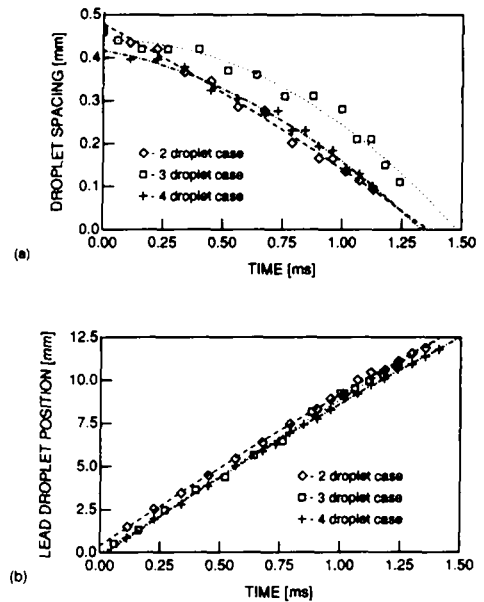 DROPLET SPACING [mm]
0.5
0.4
0.3
0.2
0.1
0.0
◇ - 2 droplet case
□ - 3 droplet case
+ - 4 droplet case
0.00 0.25 0.50 0.75 1.00 1.25 1.50
TIME [ms]
(a)
LEAD DROPLET POSITION [mm]
12.5
10.0
7.5
5.0
2.5
0.0
◇ - 2 droplet case
□ - 3 droplet case
+ - 4 droplet case
0.00 0.25 0.50 0.75 1.00 1.25 1.50
TIME [ms]
(b)